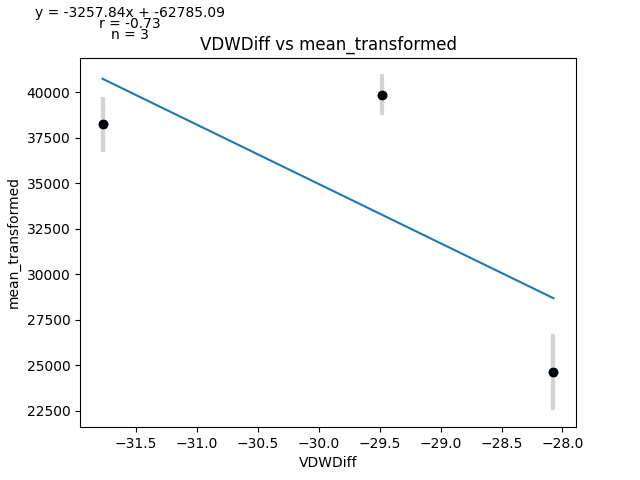 y = -3257.84x + -62785.09
r = -0.73
n = 3
VDWDiff vs mean_transformed
mean_transformed
40000
37500
35000
32500
30000
27500
25000
22500
−31.5 −31.0 −30.5 −30.0 −29.5 −29.0 −28.5 −28.0
VDWDiff